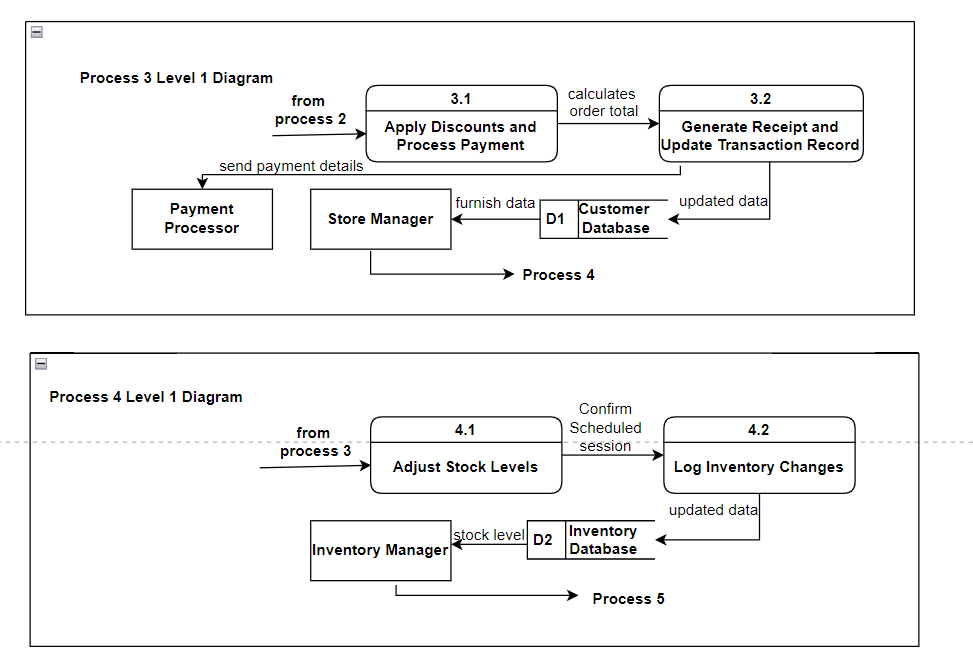 Process 3 Level 1 Diagram
from
process 2
3.1
Apply Discounts and
Process Payment
calculates
order total
3.2
Generate Receipt and
Update Transaction Record
send payment details
Payment
Processor
Store Manager
furnish data
D1
Customer
Database
updated data
Process 4
Process 4 Level 1 Diagram
from
process 3
4.1
Adjust Stock Levels
Confirm
Scheduled
session
4.2
Log Inventory Changes
updated data
Inventory Manager
stock level
D2
Inventory
Database
Process 5